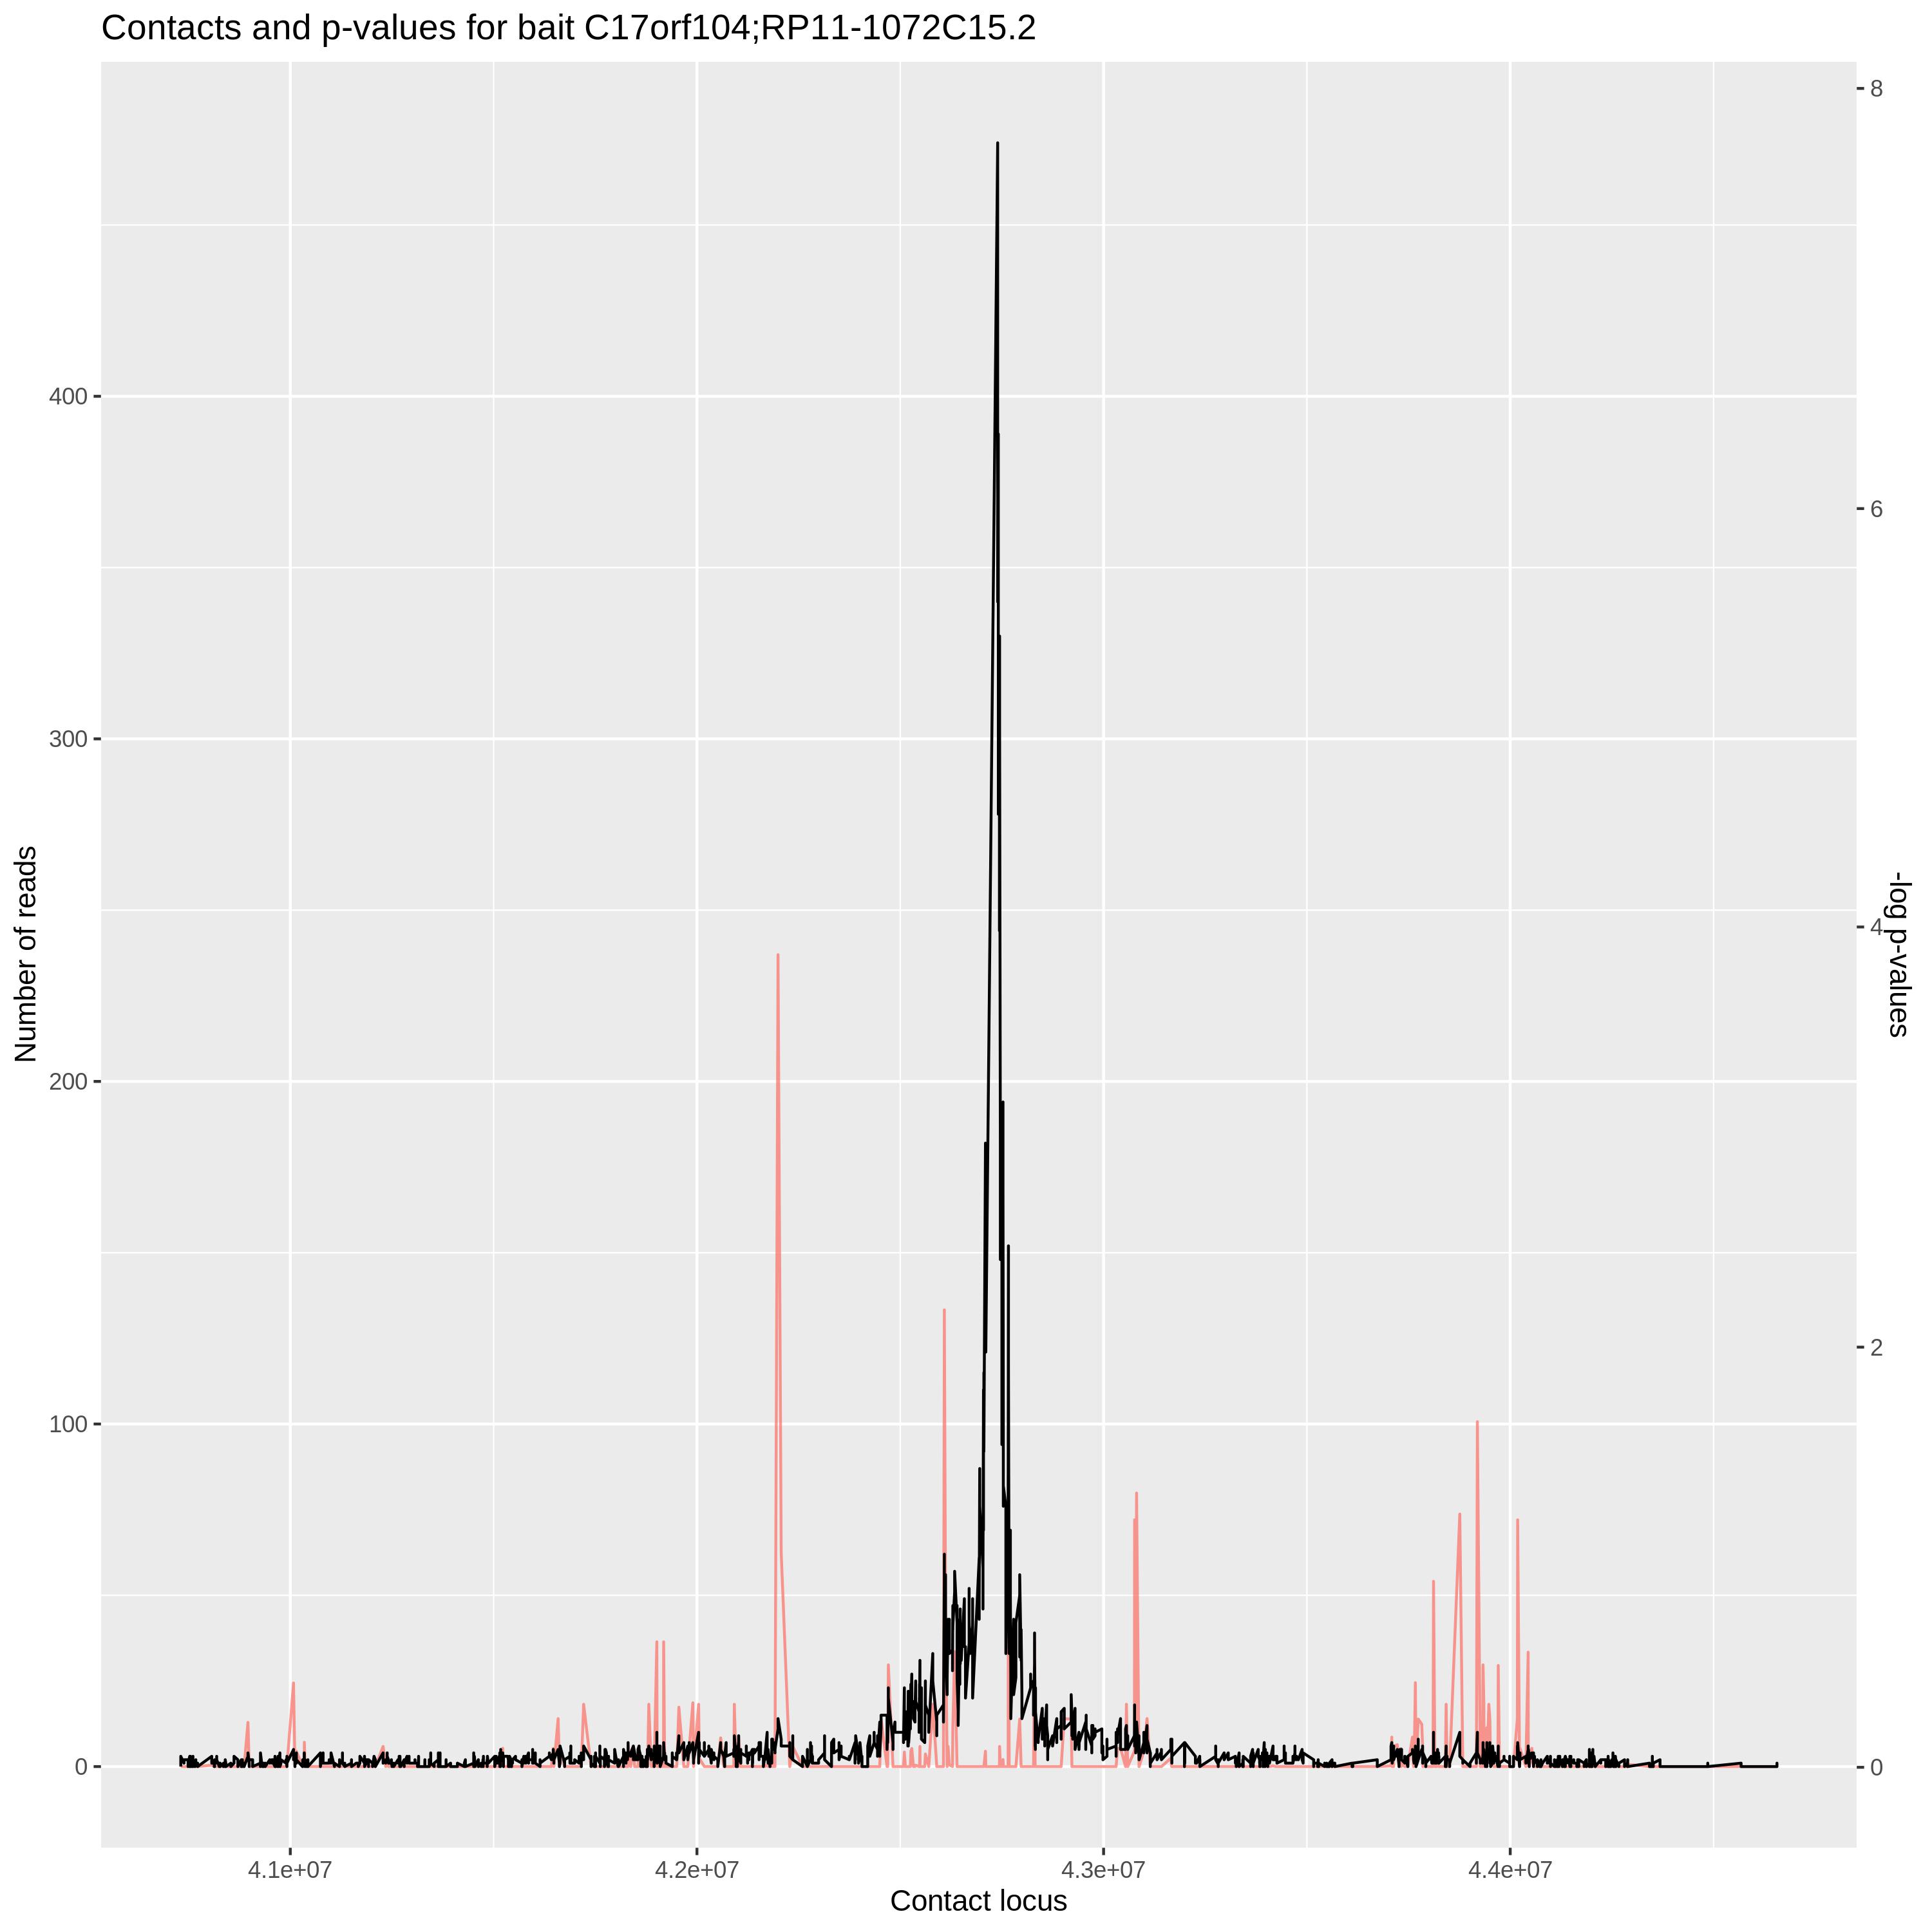 Contacts and p-values for bait C17orf104;RP11-1072C15.2
8
6
4
2
0
-log p-values
400
300
200
100
0
Number of reads
4.1e+07 4.2e+07 4.3e+07 4.4e+07
Contact locus